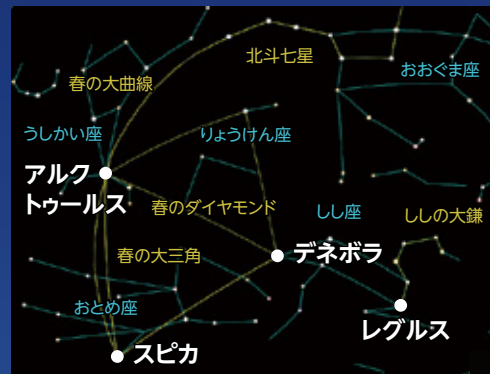 北斗七星
おおぐま座
春の大曲線
うしかい座
りょうけん座
アルク
トゥールス
春のダイヤモンド
しし座
ししの大鎌
春の大三角
デネボラ
おとめ座
レグルス
スピカ